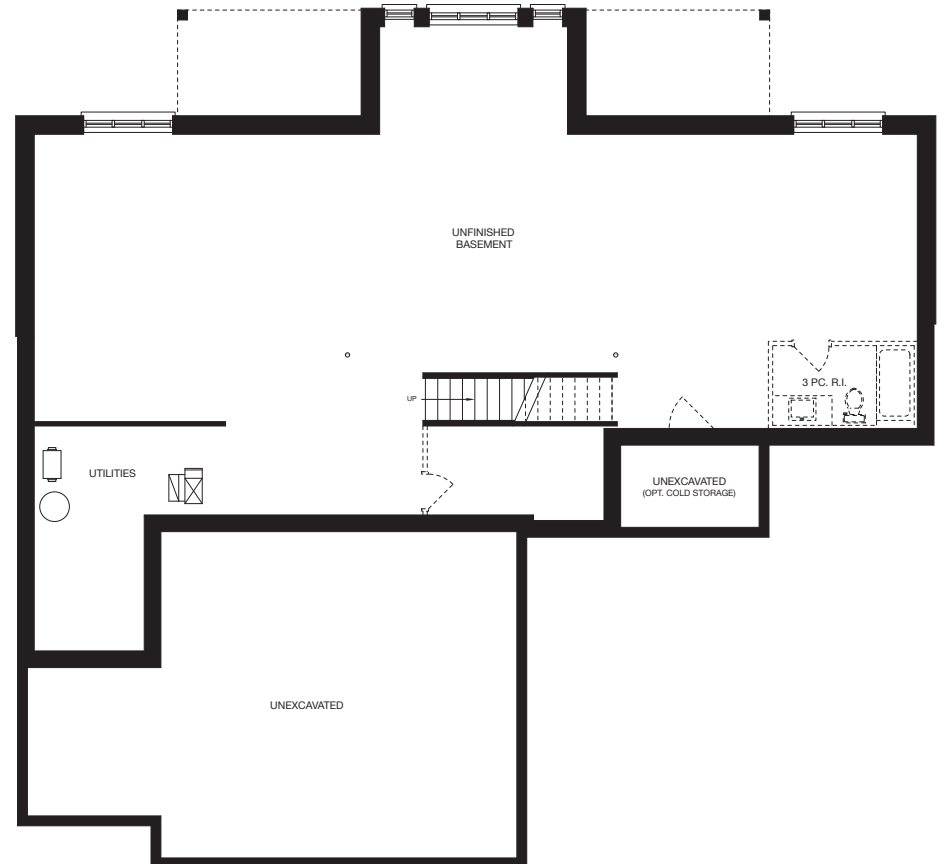 UNFINISHED
BASEMENT
3 PC. R.I.
UP
UTILITIES
UNEXCAVATED
(OPT. COLD STORAGE)
UNEXCAVATED